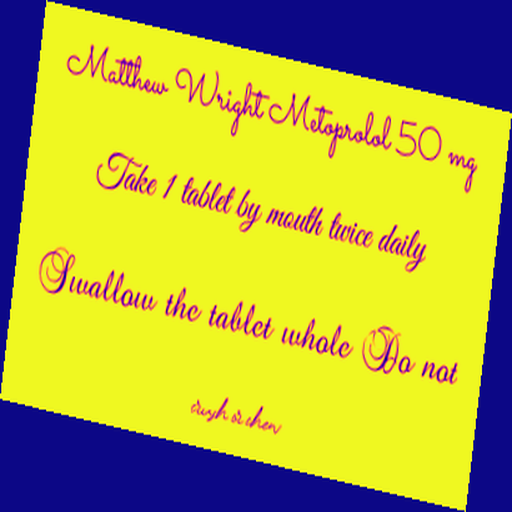 Matthew Wright Metoprolol 50 mg
Take 1 tablet by mouth twice daily
Swallow the tablet whole Do not
crush or chew